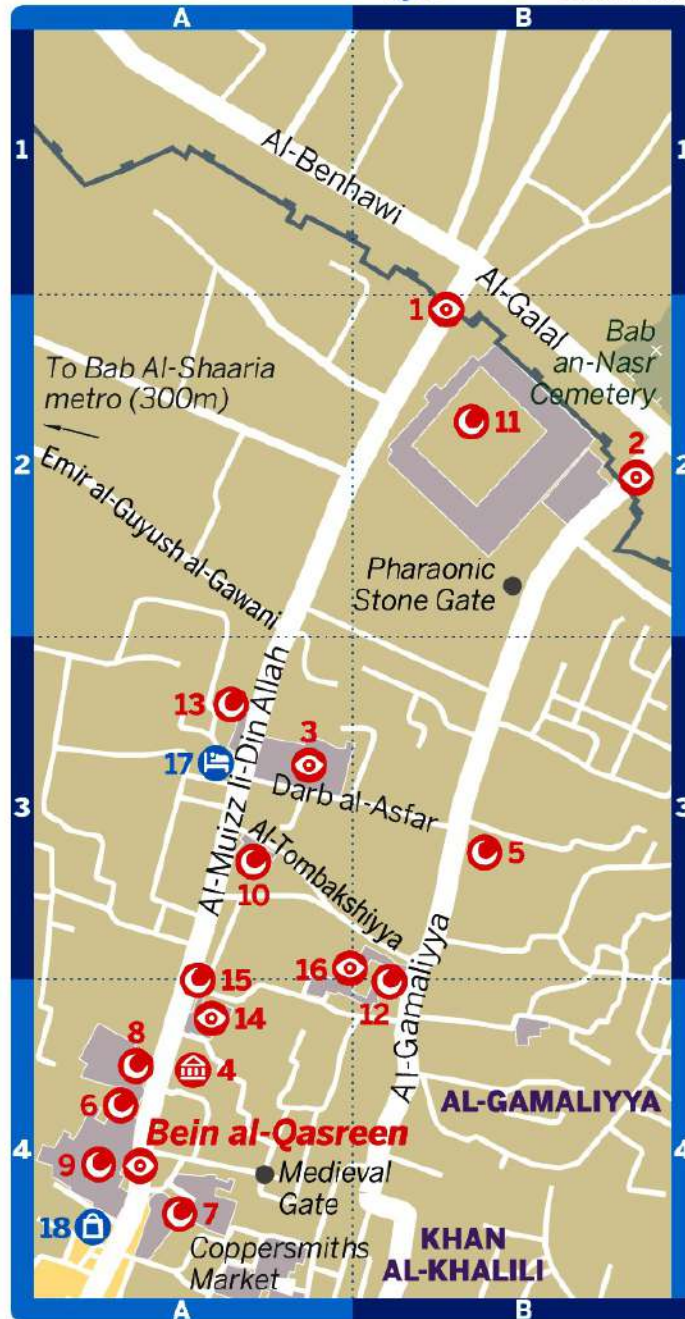 A
B
1
Al-Benhawi
1
Al-Galal
1
Bab
an-Nasr
Cemetery
To Bab Al-Shaaria
metro (300m)
11
2
2
2
Emir al-Guyush al-Gawani
Pharaonic
Stone Gate
Al-Muizz li-Din Allah
13
3
17
Darb al-Asfar
3
3
Al-Tombakshiyya
5
10
Al-Gamaliyya
16
15
12
14
8
4
6
AL-GAMALIYYA
Bein al-Qasreen
4
4
9
Medieval
Gate
7
18
Coppersmiths
Market
KHAN
AL-KHALILI
A
B